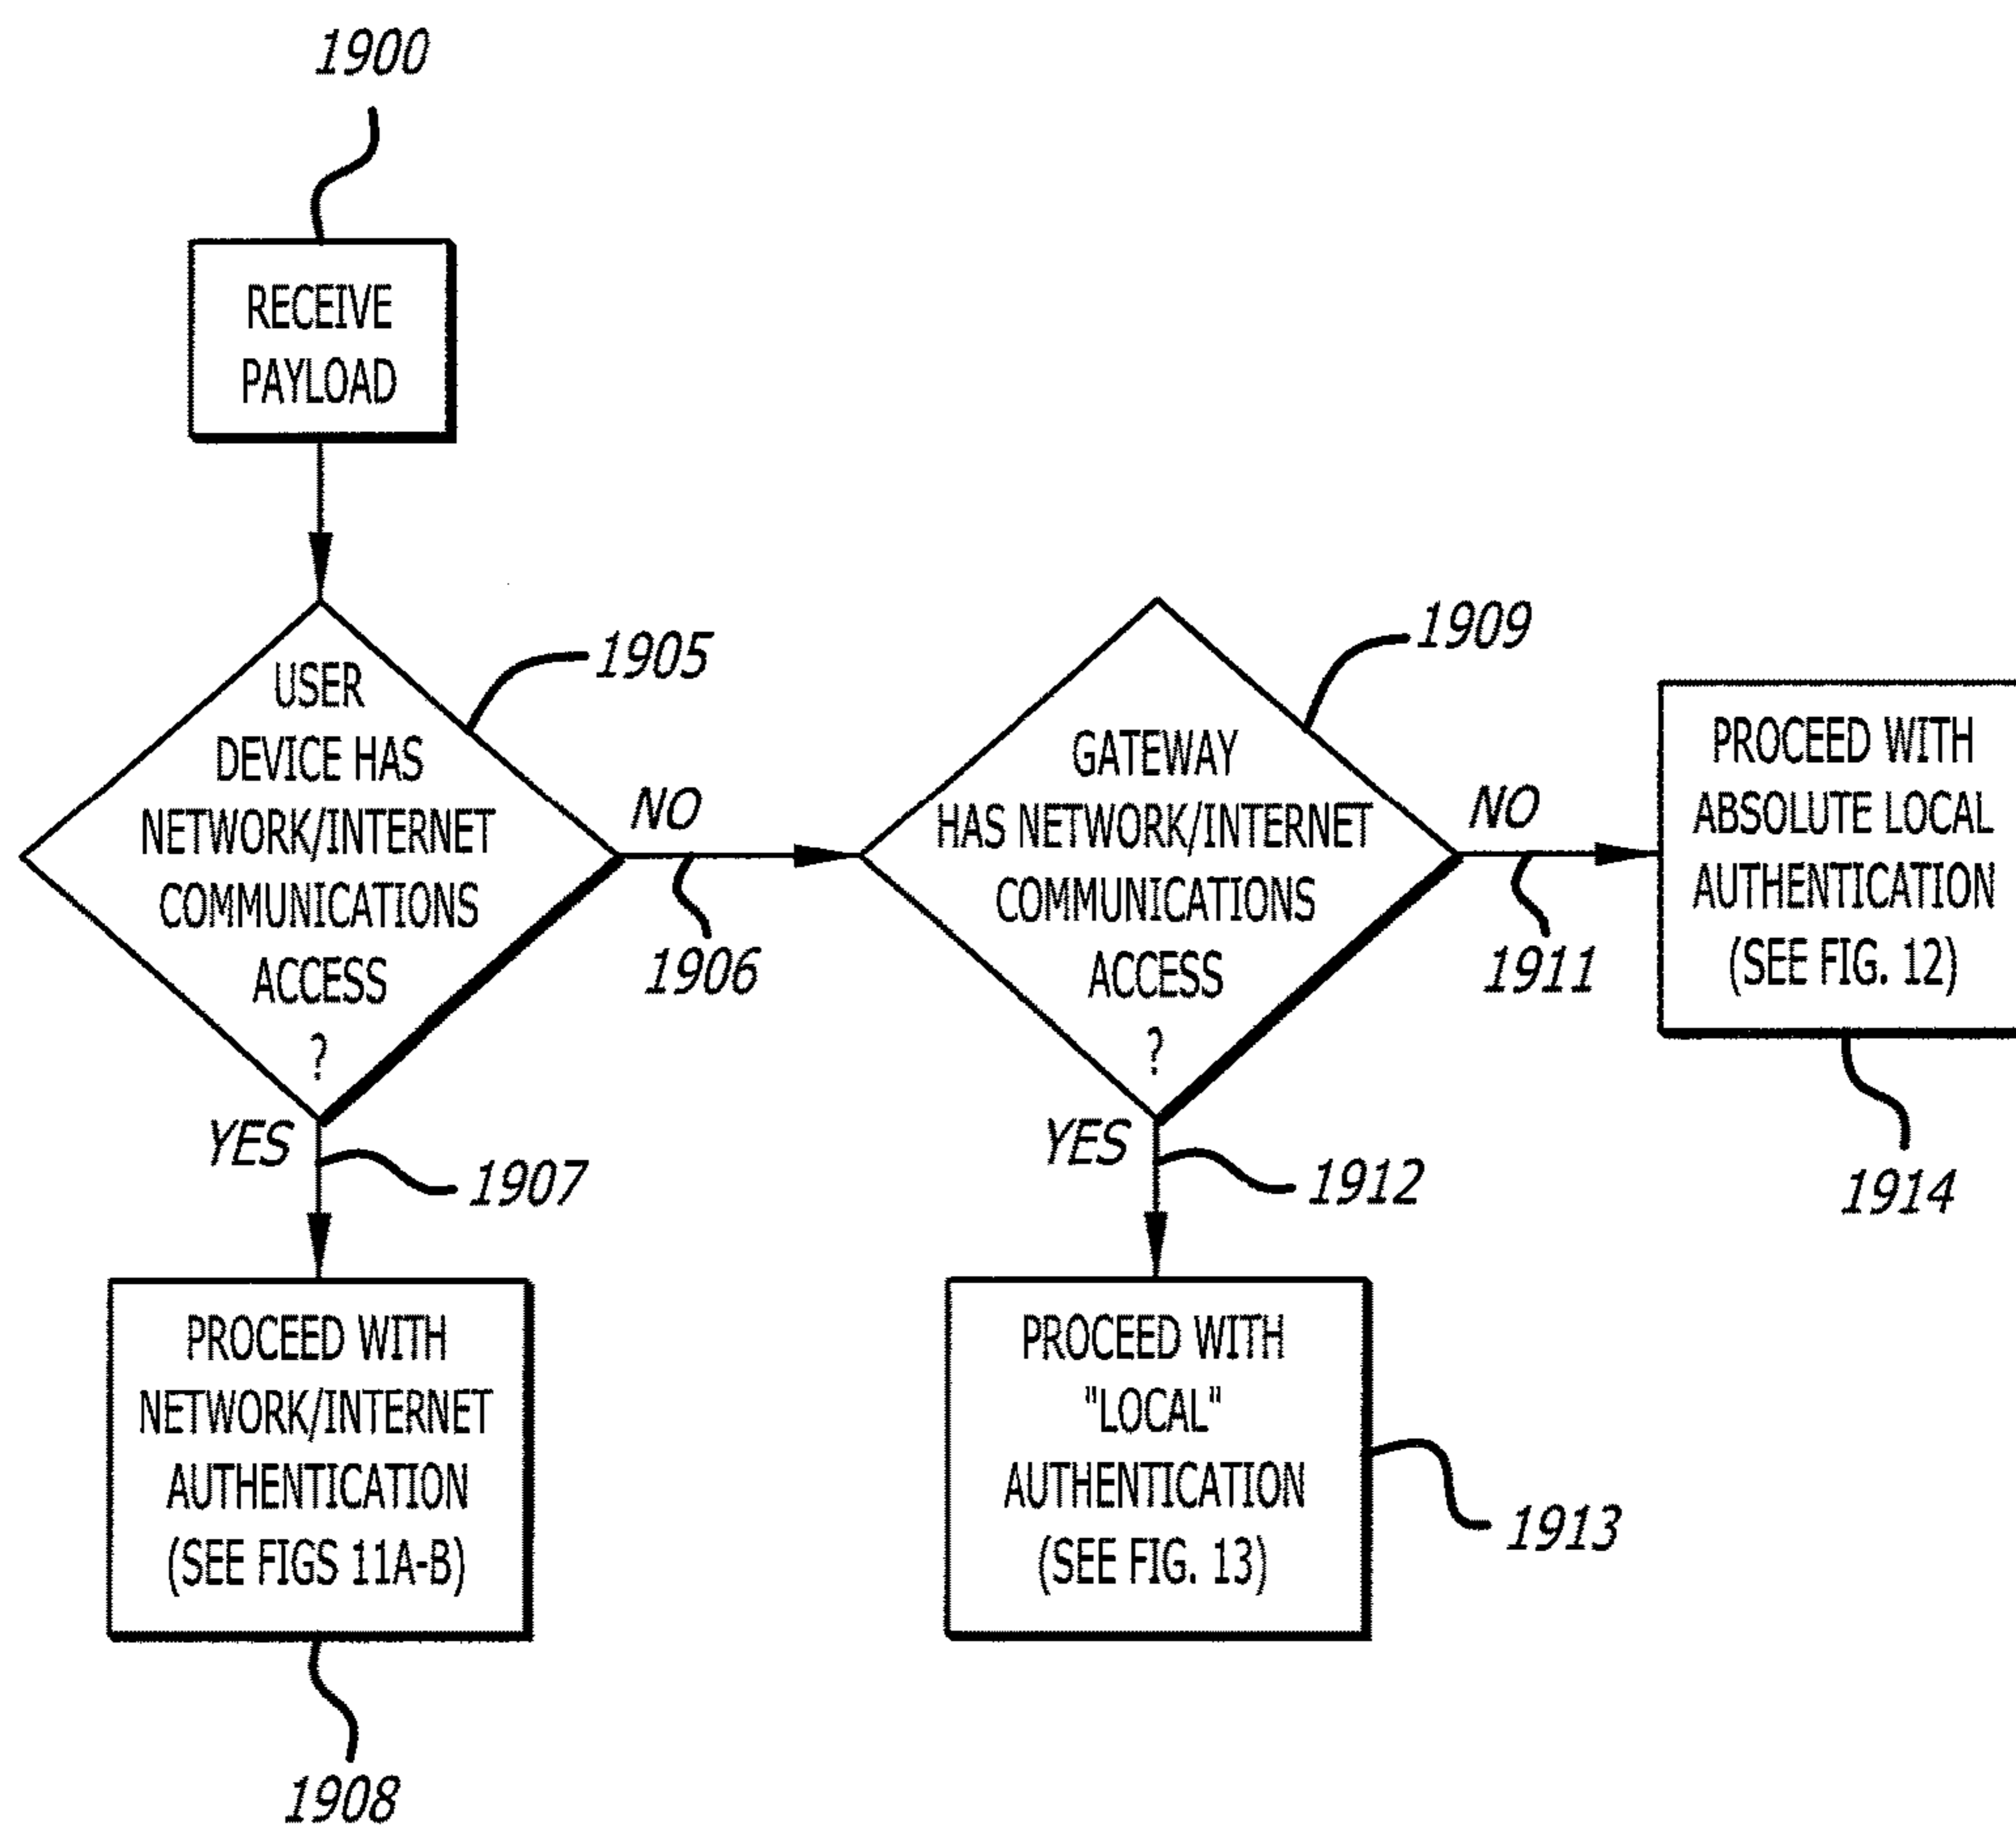 1900
RECEIVE
PAYLOAD
USER
DEVICE HAS
NETWORK/INTERNET
COMMUNICATIONS
ACCESS
?
1905
NO
1906
YES
1907
PROCEED WITH
NETWORK/INTERNET
AUTHENTICATION
(SEE FIGS 11A-B)
1908
GATEWAY
HAS NETWORK/INTERNET
COMMUNICATIONS
ACCESS
?
1909
NO
1911
YES
1912
PROCEED WITH
"LOCAL"
AUTHENTICATION
(SEE FIG. 13)
1913
PROCEED WITH
ABSOLUTE LOCAL
AUTHENTICATION
(SEE FIG. 12)
1914